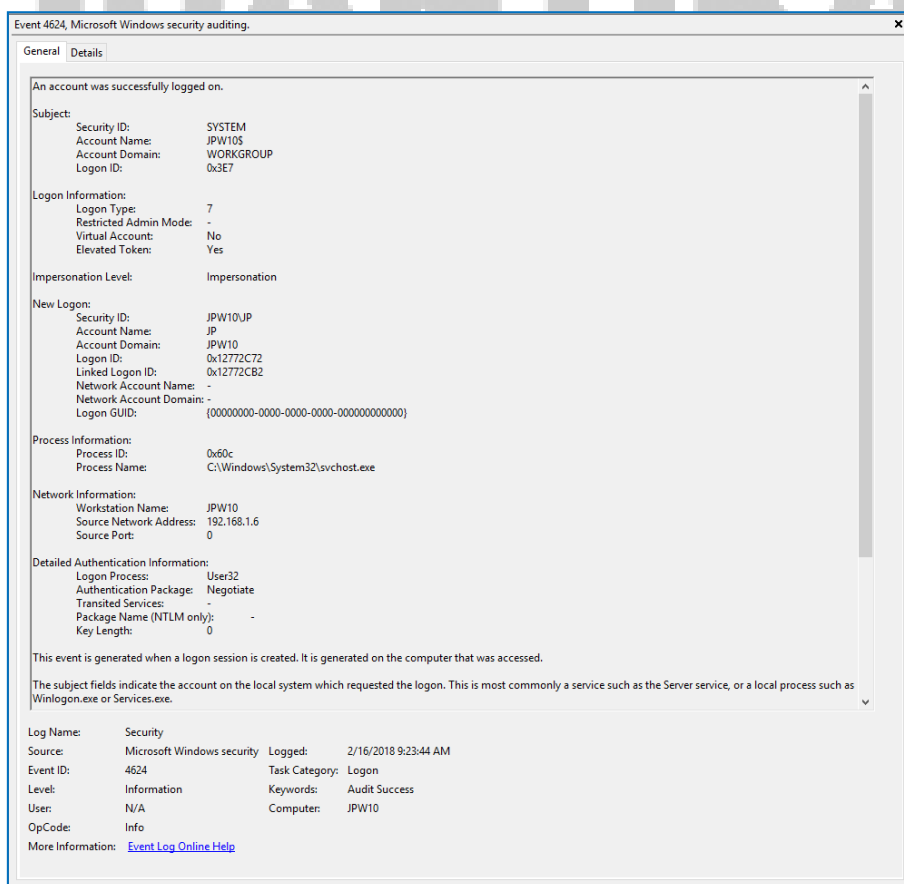 Event 4624, Microsoft Windows security auditing.
General Details
An account was successfully logged on.
Subject:
Security ID: SYSTEM
Account Name: JPW10$
Account Domain: WORKGROUP
Logon ID: 0x3E7
Logon Information:
Logon Type: 7
Restricted Admin Mode: -
Virtual Account: No
Elevated Token: Yes
Impersonation Level: Impersonation
New Logon:
Security ID: JPW10\JP
Account Name: JP
Account Domain: JPW10
Logon ID: 0x12772C72
Linked Logon ID: 0x12772CB2
Network Account Name: -
Network Account Domain: -
Logon GUID: {00000000-0000-0000-0000-000000000000}
Process Information:
Process ID: 0x60c
Process Name: C:\Windows\System32\svchost.exe
Network Information:
Workstation Name: JPW10
Source Network Address: 192.168.1.6
Source Port: 0
Detailed Authentication Information:
Logon Process: User32
Authentication Package: Negotiate
Transited Services: -
Package Name (NTLM only): -
Key Length: 0
This event is generated when a logon session is created. It is generated on the computer that was accessed.
The subject fields indicate the account on the local system which requested the logon. This is most commonly a service such as the Server service, or a local process such as
Winlogon.exe or Services.exe.
Log Name: Security
Source: Microsoft Windows security Logged: 2/16/2018 9:23:44 AM
Event ID: 4624 Task Category: Logon
Level: Information Keywords: Audit Success
User: N/A Computer: JPW10
OpCode: Info
More Information: Event Log Online Help